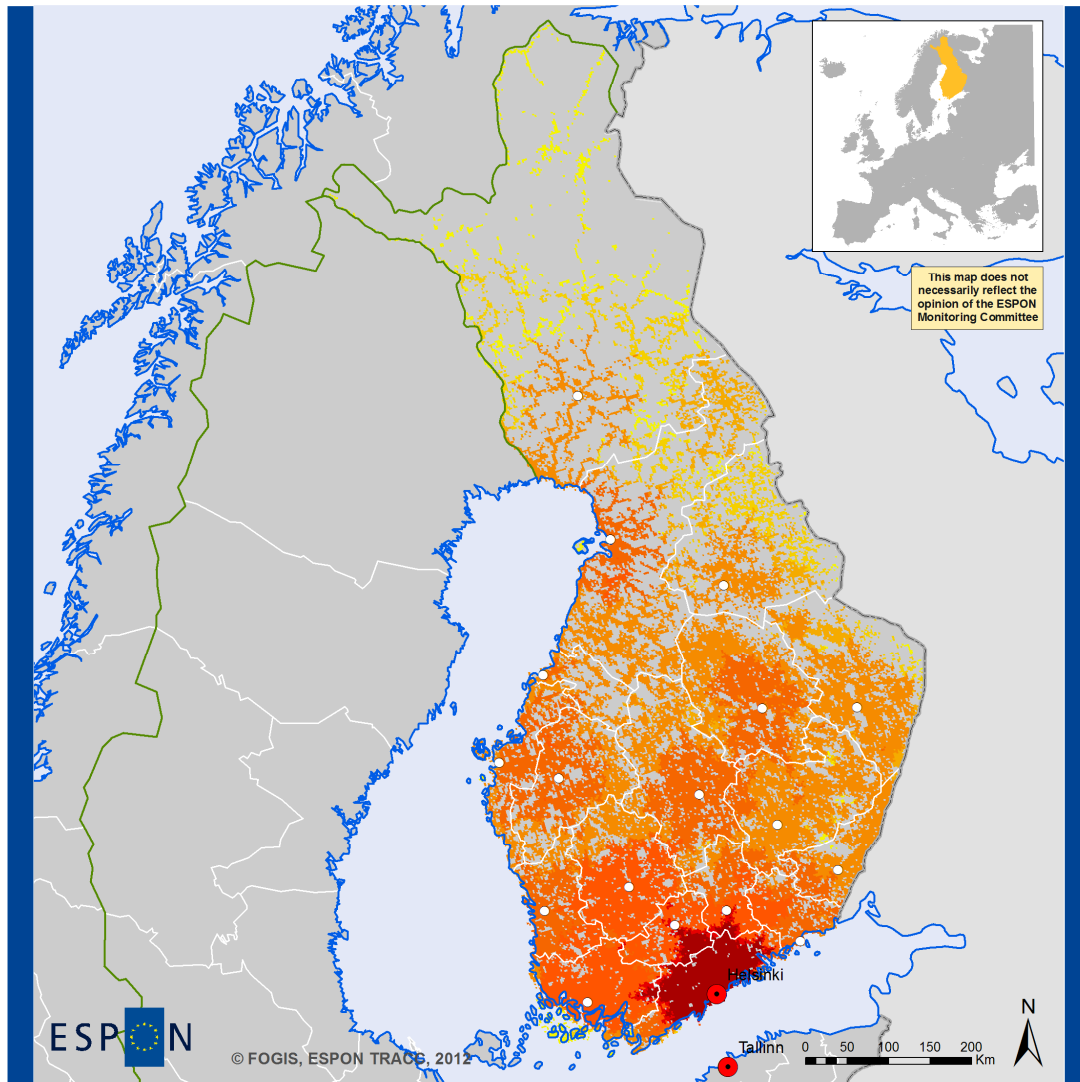 This map does not
necessarily reflect the
opinion of the ESPON
Monitoring Committee
Helsinki
N
ESPON
© FOGIS, ESPON TRACC, 2012
Tallinn
0 50 100 150 200
Km